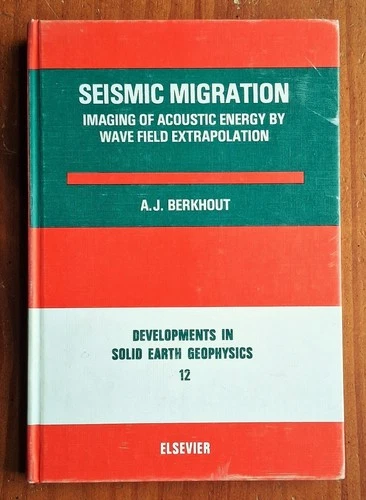 SEISMIC MIGRATION
IMAGING OF ACOUSTIC ENERGY BY
WAVE FIELD EXTRAPOLATION
A.J. BERKHOUT
DEVELOPMENTS IN
SOLID EARTH GEOPHYSICS
12
ELSEVIER